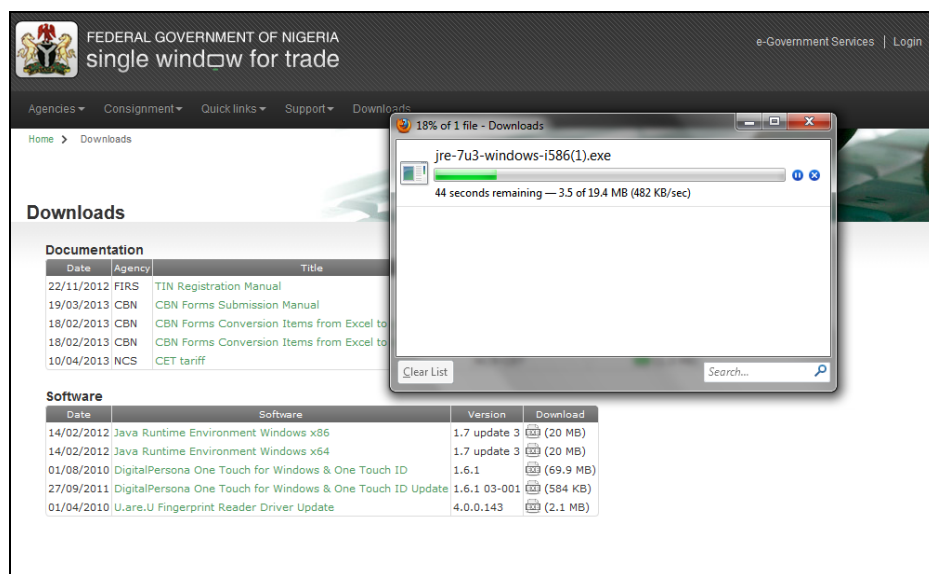 FEDERAL GOVERNMENT OF NIGERIA
single window for trade
e-Government Services | Login
Agencies Consignment Quick links Support Downloads
Home > Downloads
18% of 1 file - Downloads
jre-7u3-windows-i586(1).exe
44 seconds remaining — 3.5 of 19.4 MB (482 KB/sec)
Clear List
Search...
Downloads
Documentation
Date Agency Title
22/11/2012 FIRS TIN Registration Manual
19/03/2013 CBN CBN Forms Submission Manual
18/02/2013 CBN CBN Forms Conversion Items from Excel to
18/02/2013 CBN CBN Forms Conversion Items from Excel to
10/04/2013 NCS CET tariff
Software
Date Software Version Download
14/02/2012 Java Runtime Environment Windows x86 1.7 update 3 (20 MB)
14/02/2012 Java Runtime Environment Windows x64 1.7 update 3 (20 MB)
01/08/2010 DigitalPersona One Touch for Windows & One Touch ID 1.6.1 (69.9 MB)
27/09/2011 DigitalPersona One Touch for Windows & One Touch ID Update 1.6.1 03-001 (584 KB)
01/04/2010 U.are.U Fingerprint Reader Driver Update 4.0.0.143 (2.1 MB)